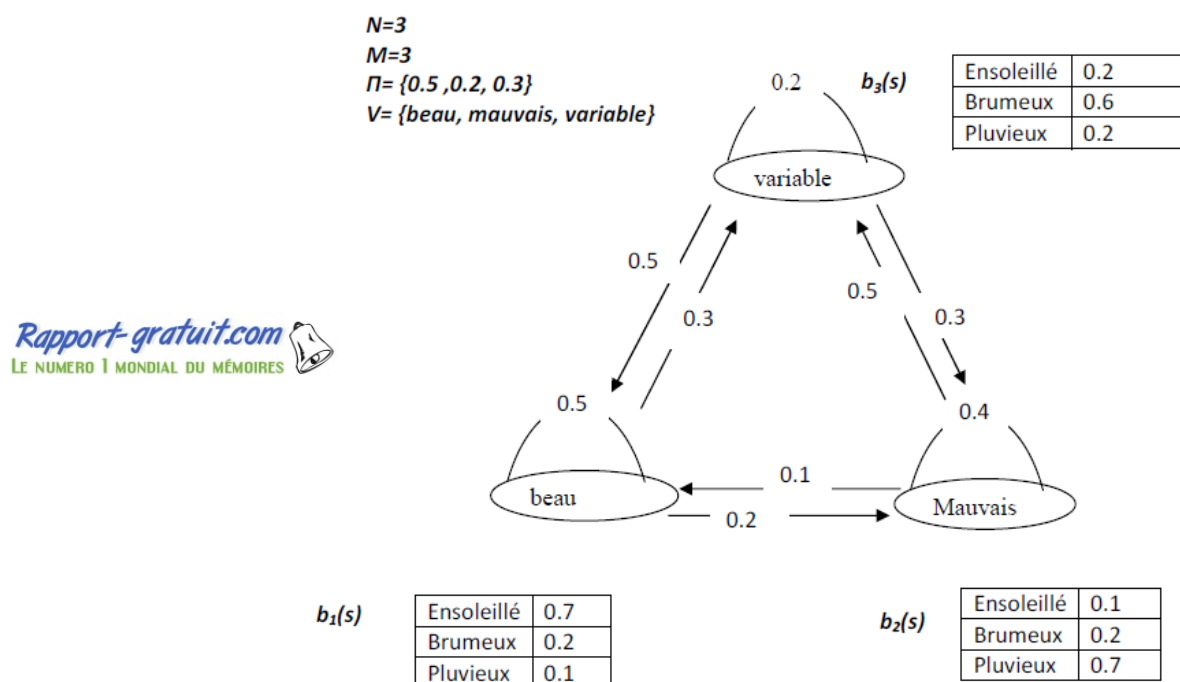 N=3
M=3
Π= {0.5 ,0.2, 0.3}
V= {beau, mauvais, variable}
0.2
b₃(s)
Ensoleillé 0.2
Brumeux 0.6
Pluvieux 0.2
variable
0.5
0.3
0.5
0.3
Rapport-gratuit.com
LE NUMERO 1 MONDIAL DU MÉMOIRES
0.5
0.4
beau
0.1
0.2
Mauvais
b₁(s)
Ensoleillé 0.7
Brumeux 0.2
Pluvieux 0.1
b₂(s)
Ensoleillé 0.1
Brumeux 0.2
Pluvieux 0.7